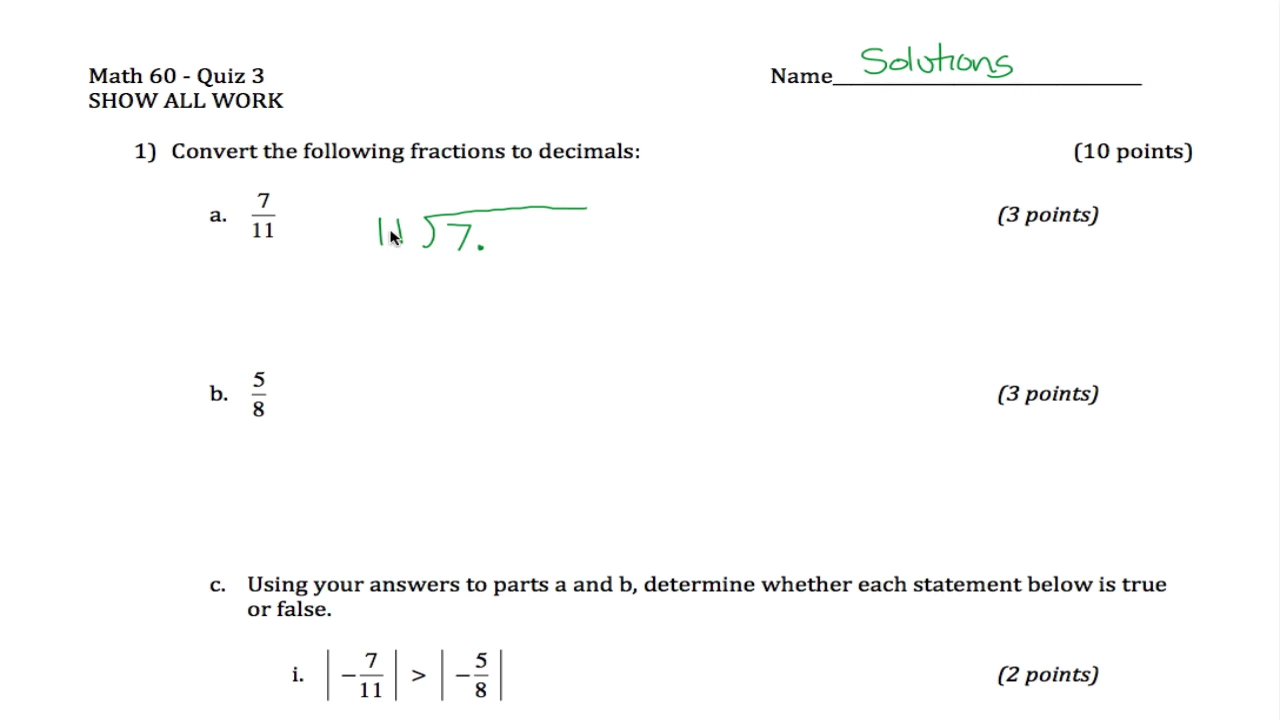 Math 60 - Quiz 3
Name Solutions
SHOW ALL WORK
1) Convert the following fractions to decimals: (10 points)
a. 7/11 11)7. (3 points)
b. 5/8 (3 points)
c. Using your answers to parts a and b, determine whether each statement below is true
or false.
i. |-7/11| > |-5/8| (2 points)